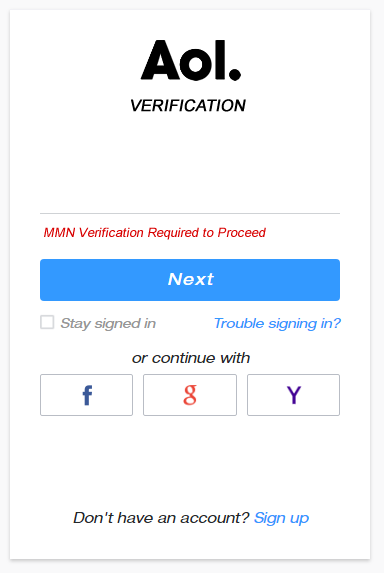 Aol.
VERIFICATION
MMN Verification Required to Proceed
Next
Stay signed in Trouble signing in?
or continue with
f g Y
Don't have an account? Sign up